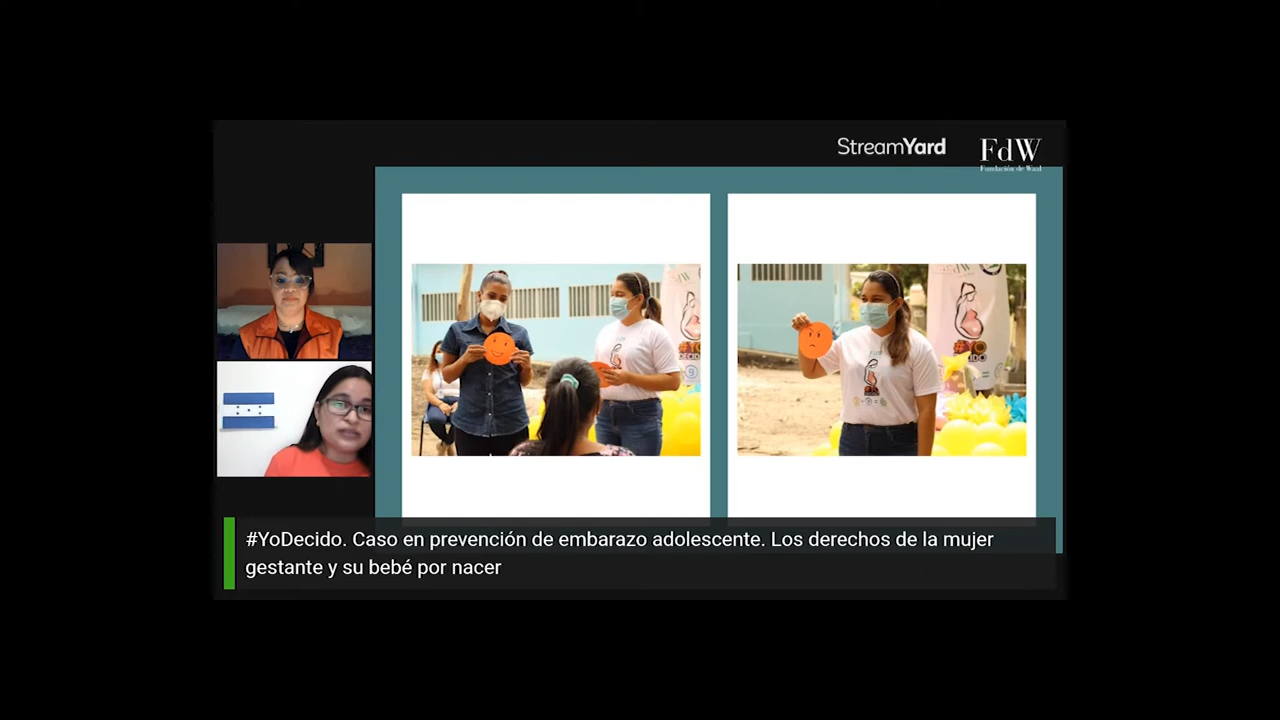 StreamYard
FdW
Fundación de Waal
#YoDecido. Caso en prevención de embarazo adolescente. Los derechos de la mujer
gestante y su bebé por nacer